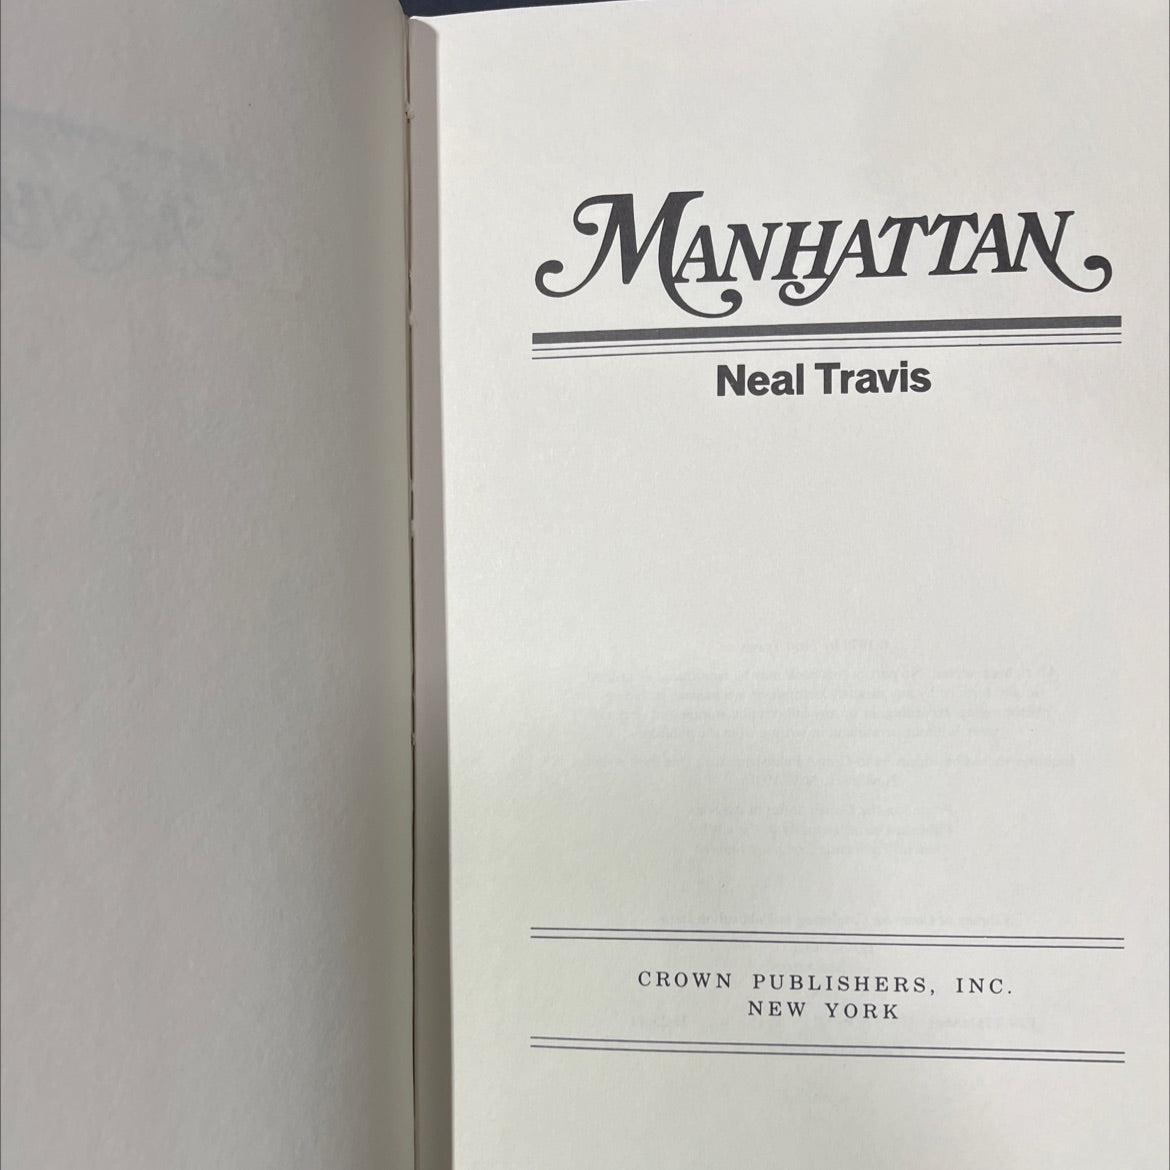 MANHATTAN
Neal Travis
CROWN PUBLISHERS, INC.
NEW YORK